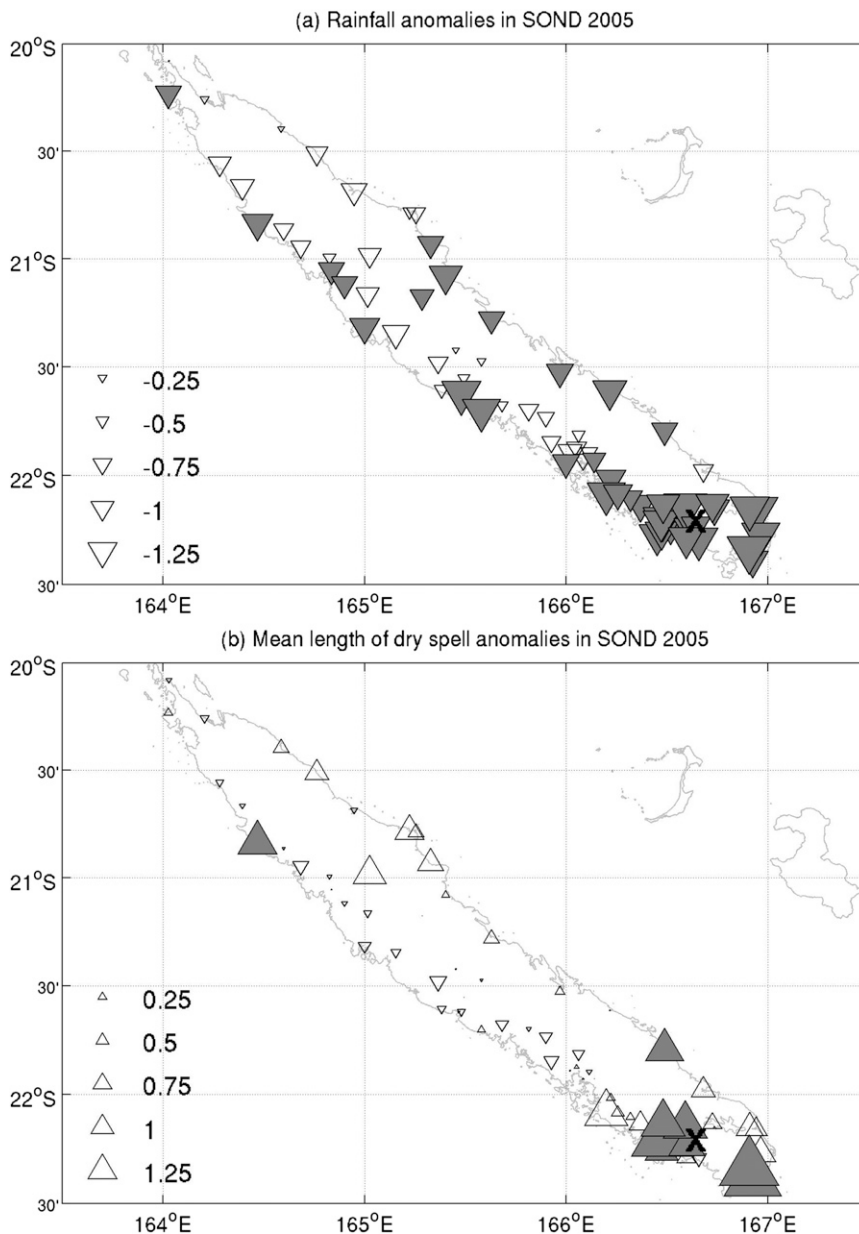 (a) Rainfall anomalies in SOND 2005
20°S
30'
21°S
30'
22°S
30'
-0.25
-0.5
-0.75
-1
-1.25
X
164°E
165°E
166°E
167°E
(b) Mean length of dry spell anomalies in SOND 2005
20°S
30'
21°S
30'
22°S
30'
0.25
0.5
0.75
1
1.25
X
164°E
165°E
166°E
167°E